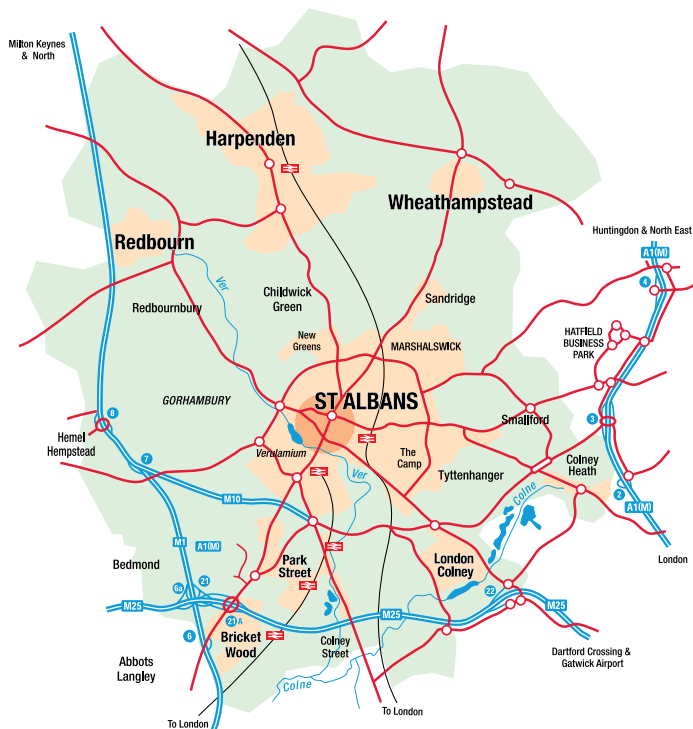 Milton Keynes
& North
Harpenden
Wheathampstead
Huntingdon & North East
A1(M)
4
Redbourn
Ver
Redbournbury
Childwick
Green
Sandridge
New
Greens
MARSHALSWICK
HATFIELD
BUSINESS
PARK
GORHAMBURY
ST ALBANS
8
Hemel
Hempstead
Smallford
3
Verulamium
The
Camp
Colney
Heath
7
Ver
Tyttenhanger
Colne
2
M10
A1(M)
M1
A1(M)
London
Bedmond
Park
Street
London
Colney
6a
21
22
M25
M25
M25
21A
6
Bricket
Wood
Colney
Street
Dartford Crossing &
Gatwick Airport
Abbots
Langley
Colne
To London
To London